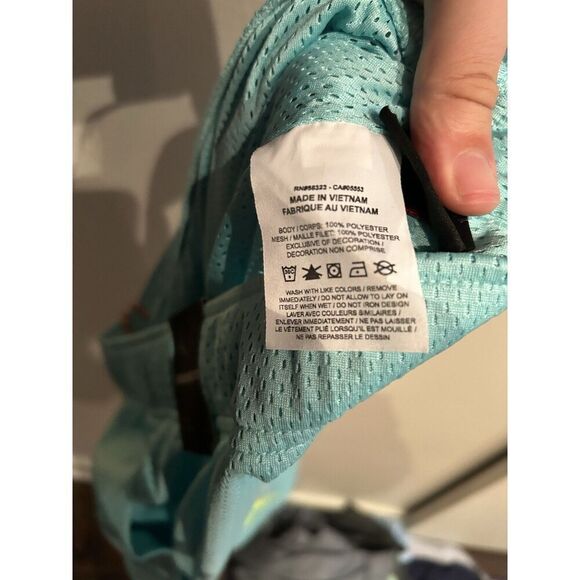 RN#56323 - CA#05553
MADE IN VIETNAM
FABRIQUE AU VIETNAM
BODY / CORPS: 100% POLYESTER
MESH / MAILLE FILET: 100% POLYESTER
EXCLUSIVE OF DECORATION /
DECORATION NON COMPRISE
WASH WITH LIKE COLORS / REMOVE
IMMEDIATELY / DO NOT ALLOW TO LAY ON
ITSELF WHEN WET / DO NOT IRON DESIGN
LAVER AVEC COULEURS SIMILAIRES /
ENLEVER IMMÉDIATEMENT / NE PAS LAISSER
LE VÊTEMENT PLIÉ LORSQU'IL EST MOUILLÉ /
NE PAS REPASSER LE DESSIN